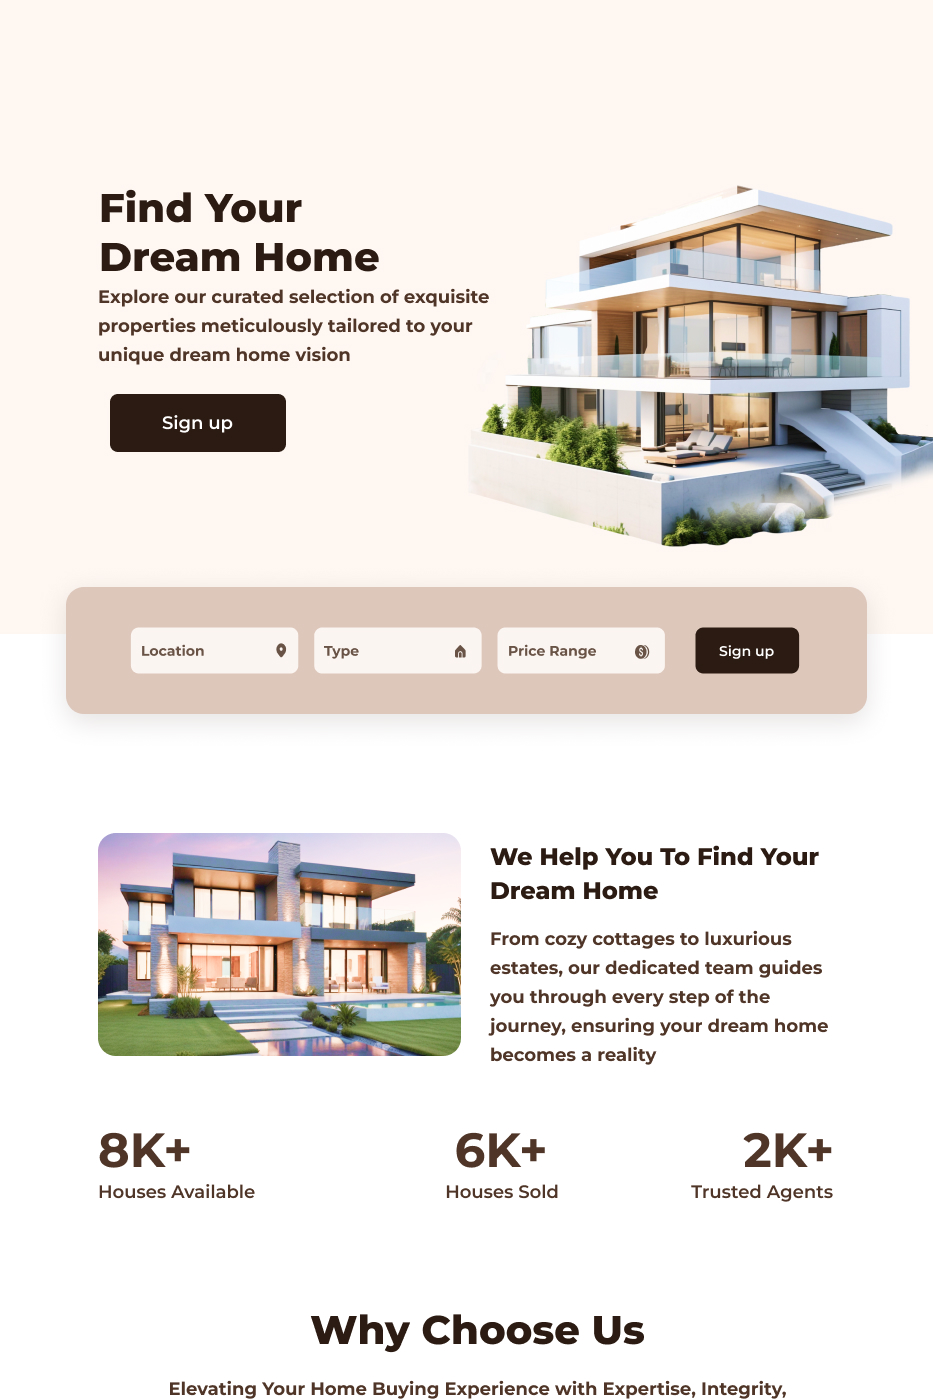 Find Your
Dream Home
Explore our curated selection of exquisite
properties meticulously tailored to your
unique dream home vision
Sign up
Location
Type
Price Range
Sign up
We Help You To Find Your
Dream Home
From cozy cottages to luxurious
estates, our dedicated team guides
you through every step of the
journey, ensuring your dream home
becomes a reality
8K+
Houses Available
6K+
Houses Sold
2K+
Trusted Agents
Why Choose Us
Elevating Your Home Buying Experience with Expertise, Integrity,